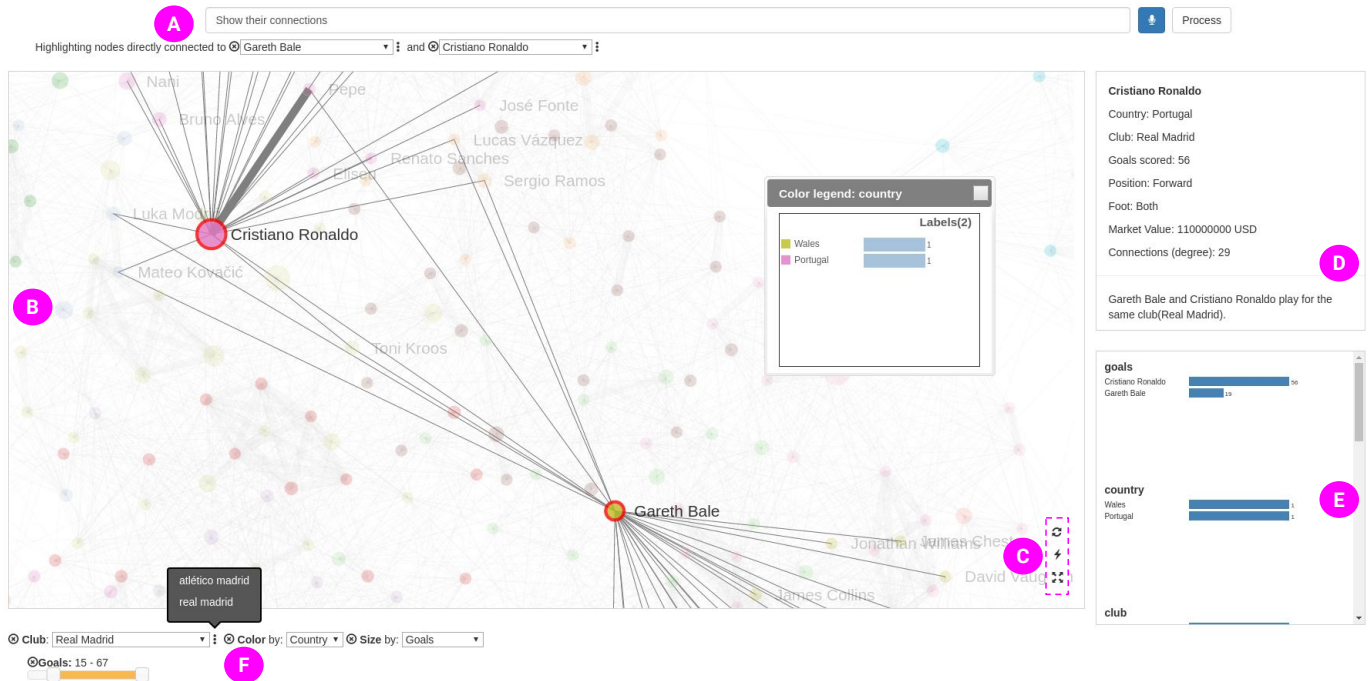 A
Show their connections
Process
Highlighting nodes directly connected to Gareth Bale and Cristiano Ronaldo
Nani
Pepe
José Fonte
Bruno Alves
Lucas Vázquez
Renato Sanches
Eliseu
Sergio Ramos
Luka
Cristiano Ronaldo
Mateo Kovačić
B
Toni Kroos
Gareth Bale
Jonathan Williams
James Chest
David Vaug
James Collins
Color legend: country
Labels(2)
Wales 1
Portugal 1
C
Cristiano Ronaldo
Country: Portugal
Club: Real Madrid
Goals scored: 56
Position: Forward
Foot: Both
Market Value: 110000000 USD
Connections (degree): 29
D
Gareth Bale and Cristiano Ronaldo play for the
same club(Real Madrid).
goals
Cristiano Ronaldo 56
Gareth Bale 19
country
Wales 1
Portugal 1
E
club
atlético madrid
real madrid
Club: Real Madrid Color by: Country Size by: Goals
F
Goals: 15 - 67